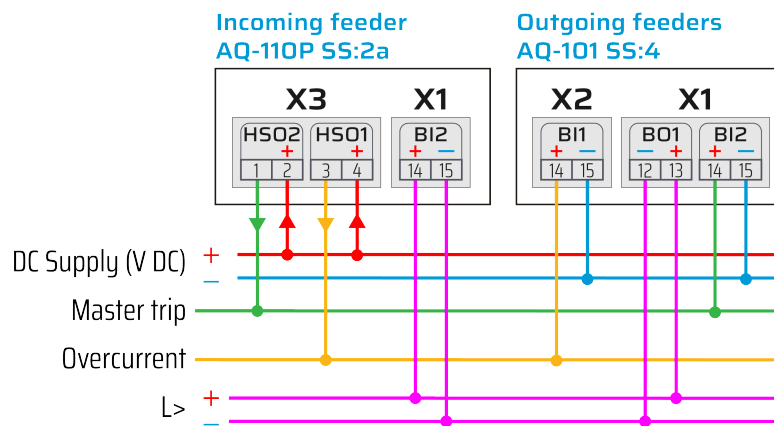 Incoming feeder
AQ-110P SS:2a
Outgoing feeders
AQ-101 SS:4
X3 X1 X2 X1
HSO2 HSO1 BI2 BI1 BO1 BI2
+ + + − + − − + + −
1 2 3 4 14 15 14 15 12 13 14 15
DC Supply (V DC) +
−
Master trip
Overcurrent
L> +
−